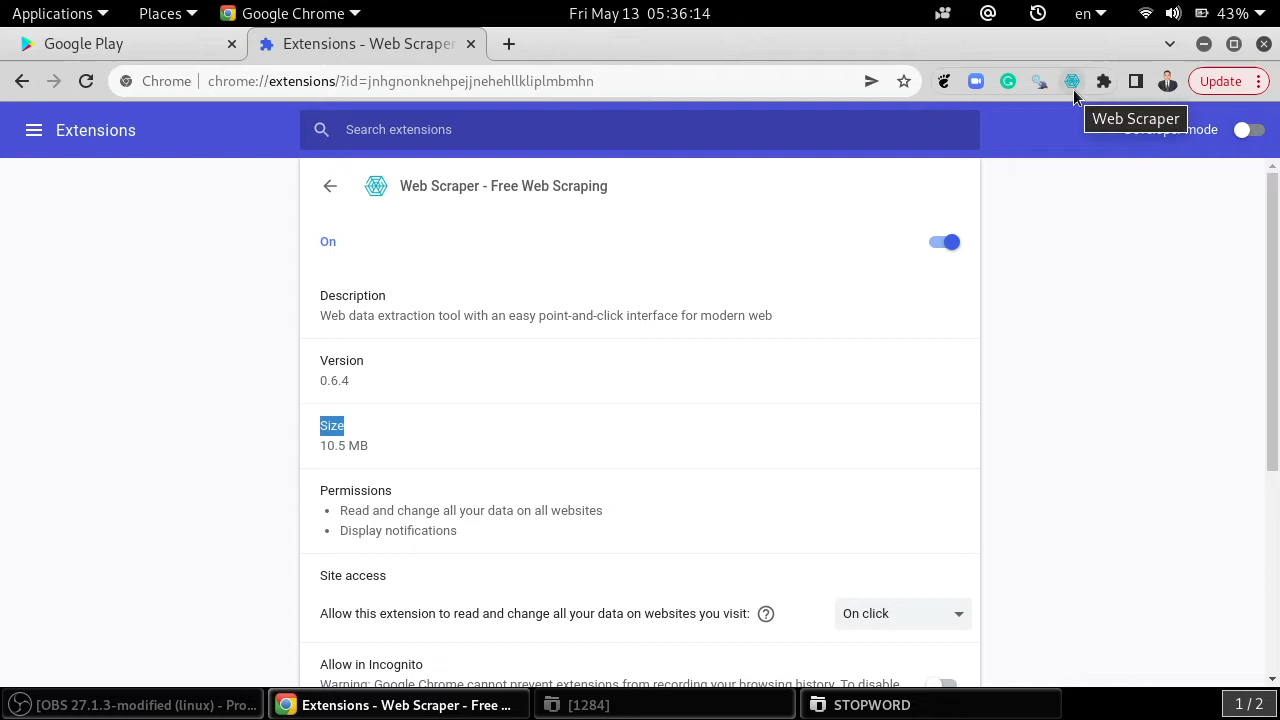 Applications Places Google Chrome Fri May 13 05:36:14 en 43%
Google Play Extensions - Web Scraper
Chrome chrome://extensions/?id=jnhgnonknehpejjnehehllkliplmbmhn Update
Web Scraper
Extensions Search extensions mode
Web Scraper - Free Web Scraping
On
Description
Web data extraction tool with an easy point-and-click interface for modern web
Version
0.6.4
Size
10.5 MB
Permissions
• Read and change all your data on all websites
• Display notifications
Site access
Allow this extension to read and change all your data on websites you visit: On click
Allow in Incognito
Warning: Google Chrome cannot prevent extensions from recording your browsing history. To disable
[OBS 27.1.3-modified (linux) - Pro... Extensions - Web Scraper - Free ... [1284] STOPWORD 1 / 2